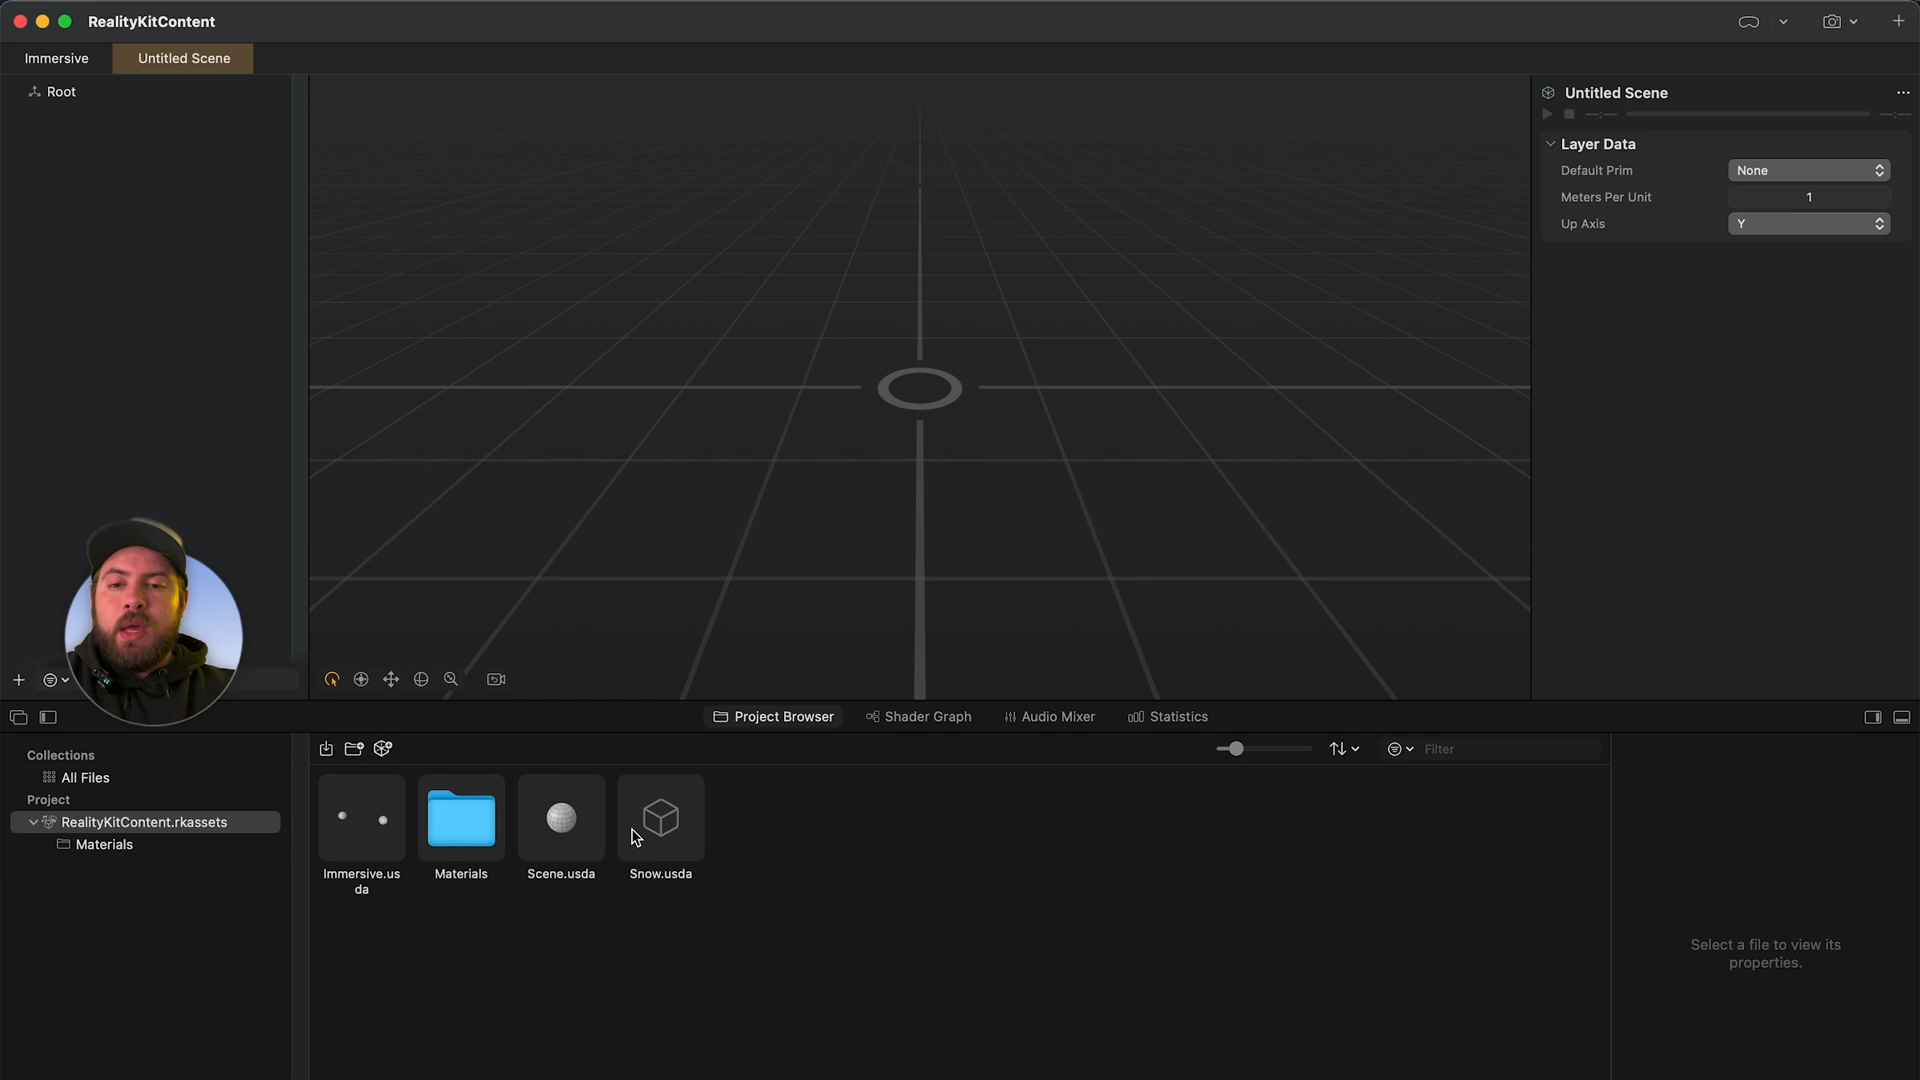 RealityKitContent
Immersive
Untitled Scene
Root
Untitled Scene
Layer Data
Default Prim
None
Meters Per Unit
1
Up Axis
Y
Project Browser
Shader Graph
Audio Mixer
Statistics
Collections
All Files
Project
RealityKitContent.rkassets
Materials
Filter
Immersive.us
da
Materials
Scene.usda
Snow.usda
Select a file to view its
properties.